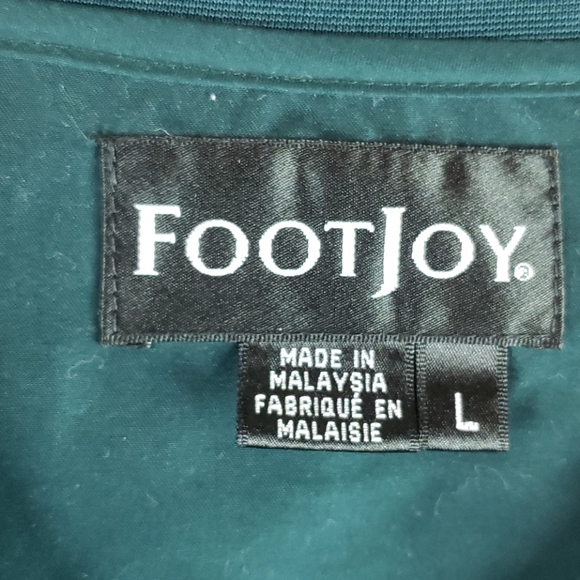 FOOTJOY®
MADE IN
MALAYSIA
FABRIQUÉ EN
MALAISIE
L